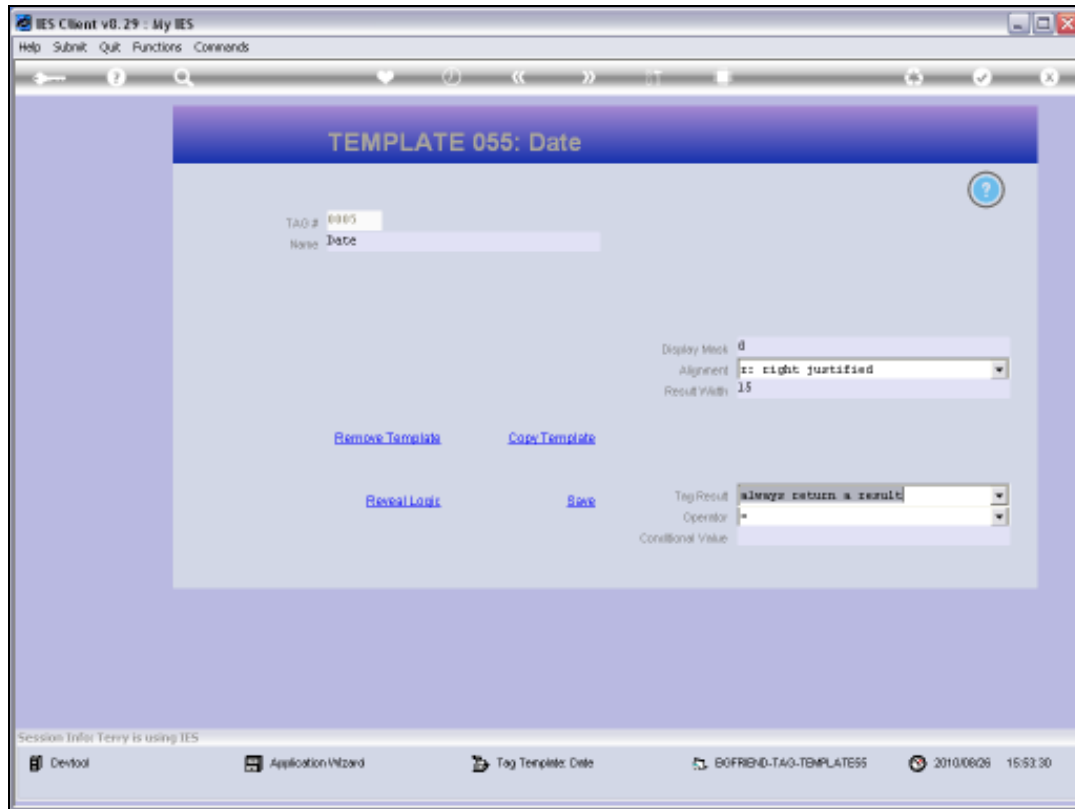 IES Client v8.29 : My IES
Help Submit Quit Functions Commands
TEMPLATE 055: Date
TAG # 0005
Name Date
Display Mask d
Alignment r: right justified
Result Width 15
Remove Template Copy Template
Reveal Logic Save
Tag Result always return a result
Operator =
Conditional Value
Session Info: Terry is using IES
Devtool Application Wizard Tag Template: Date BGFRIEND-TAG-TEMPLATE55 2010/08/26 15:53:30